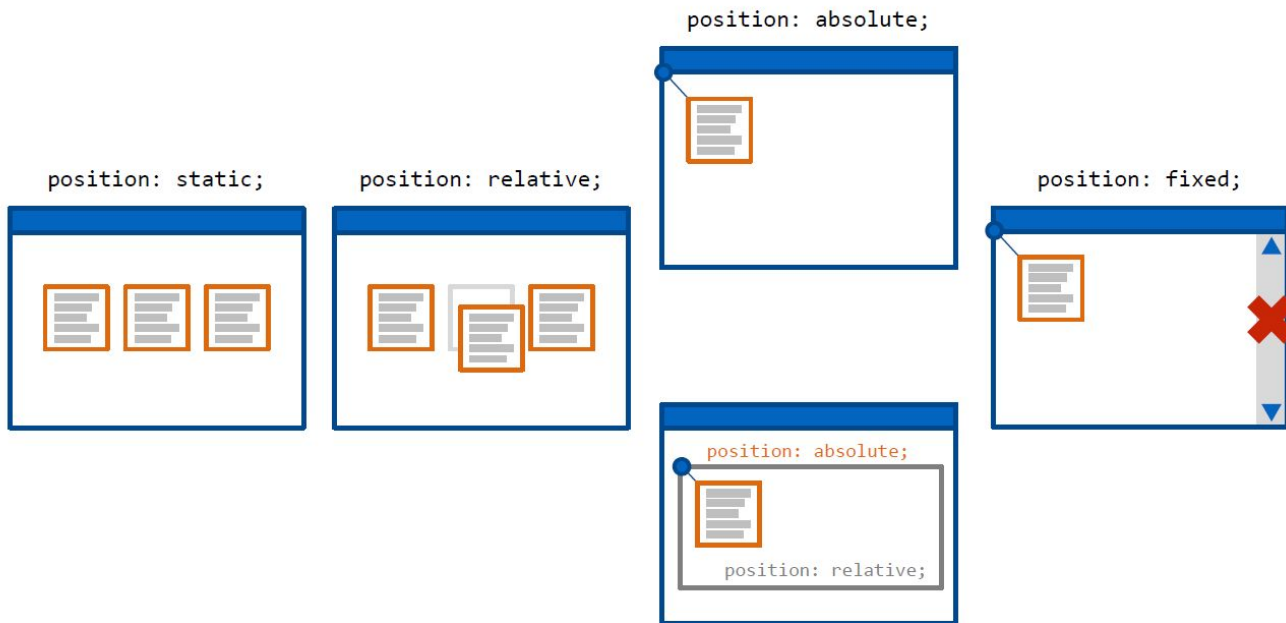 position: static;
position: relative;
position: absolute;
position: absolute;
position: relative;
position: fixed;